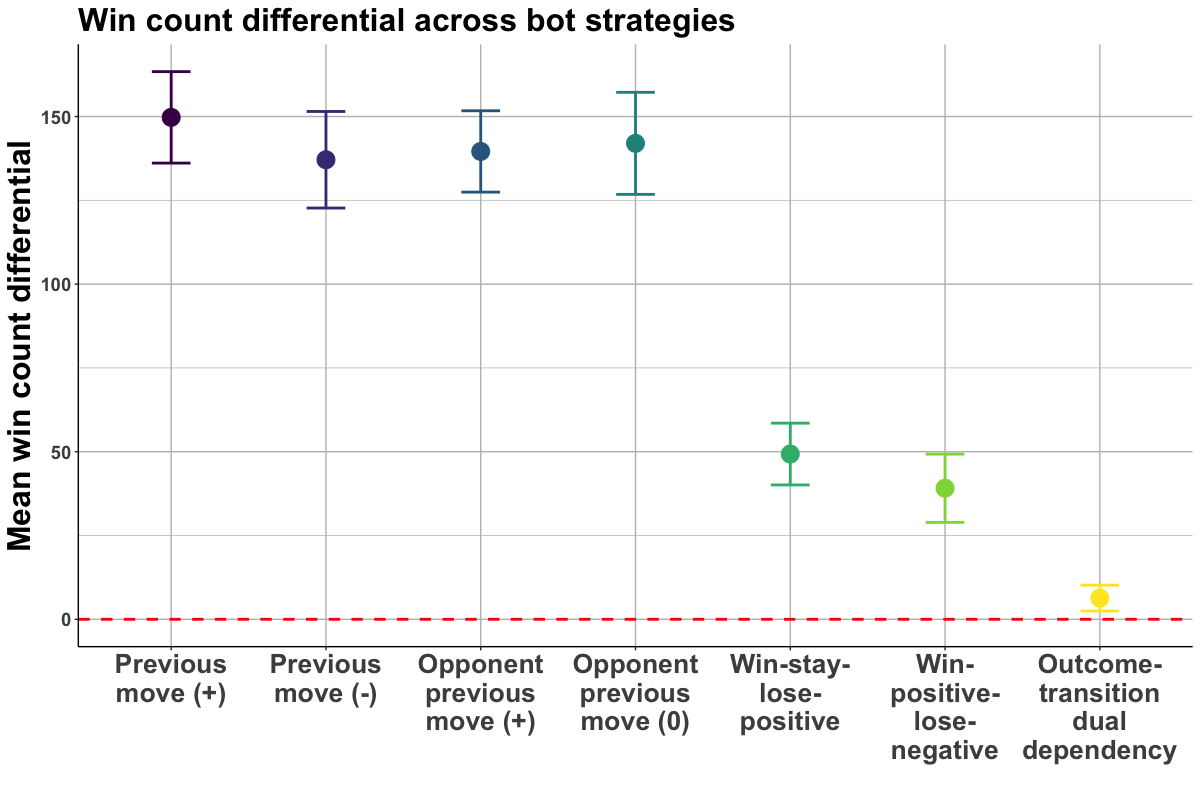 Win count differential across bot strategies
Mean win count differential
150
100
50
0
Previous
move (+)
Previous
move (-)
Opponent
previous
move (+)
Opponent
previous
move (0)
Win-stay-
lose-
positive
Win-
positive-
lose-
negative
Outcome-
transition
dual
dependency